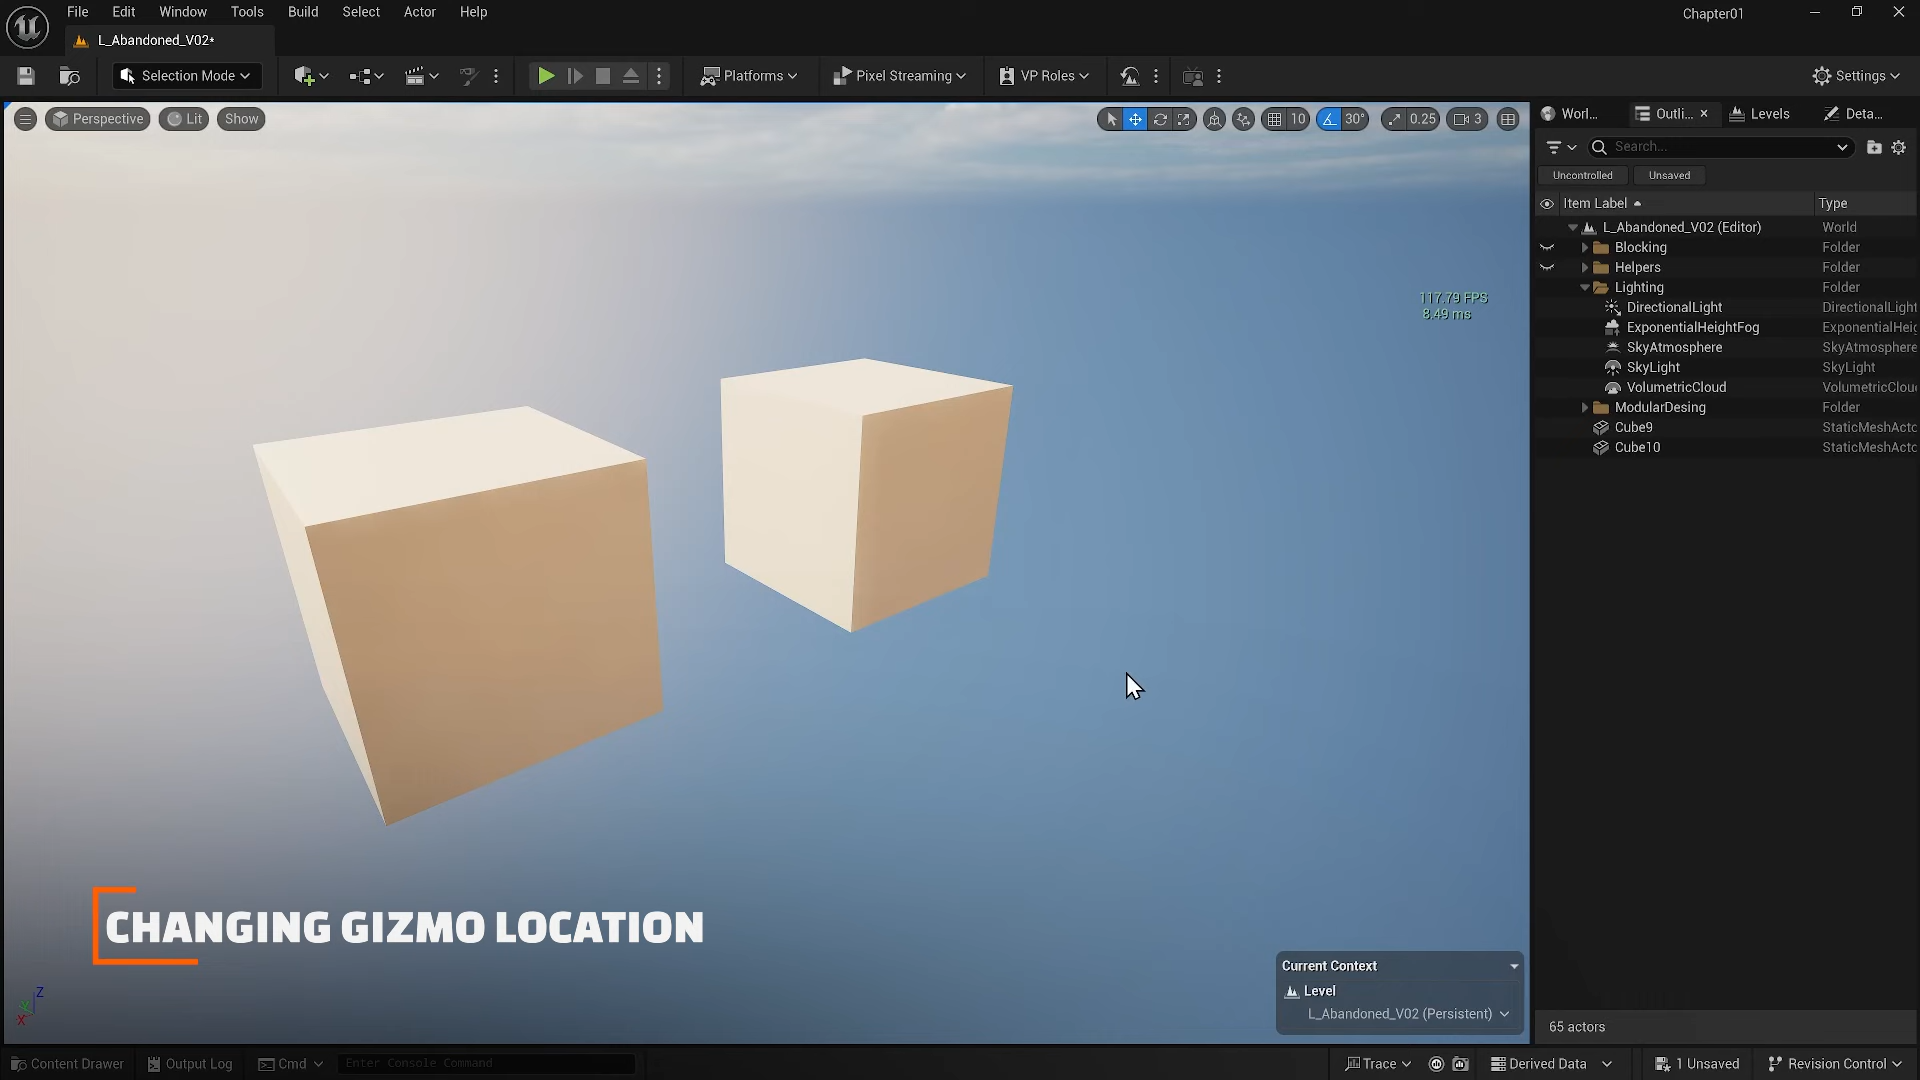 File Edit Window Tools Build Select Actor Help
Chapter01
L_Abandoned_V02*
Selection Mode
Platforms
Pixel Streaming
VP Roles
Settings
Perspective Lit Show
10 30° 0.25 3
Worl... Outli... Levels Deta...
Search...
Uncontrolled Unsaved
Item Label Type
L_Abandoned_V02 (Editor) World
Blocking Folder
Helpers Folder
Lighting Folder
DirectionalLight DirectionalLight
ExponentialHeightFog ExponentialHeig
SkyAtmosphere SkyAtmosphere
SkyLight SkyLight
VolumetricCloud VolumetricClou
ModularDesing Folder
Cube9 StaticMeshActo
Cube10 StaticMeshActo
117.79 FPS
8.49 ms
CHANGING GIZMO LOCATION
Z
Y
X
Current Context
Level
L_Abandoned_V02 (Persistent)
65 actors
Content Drawer Output Log Cmd Enter Console Command
Trace Derived Data 1 Unsaved Revision Control